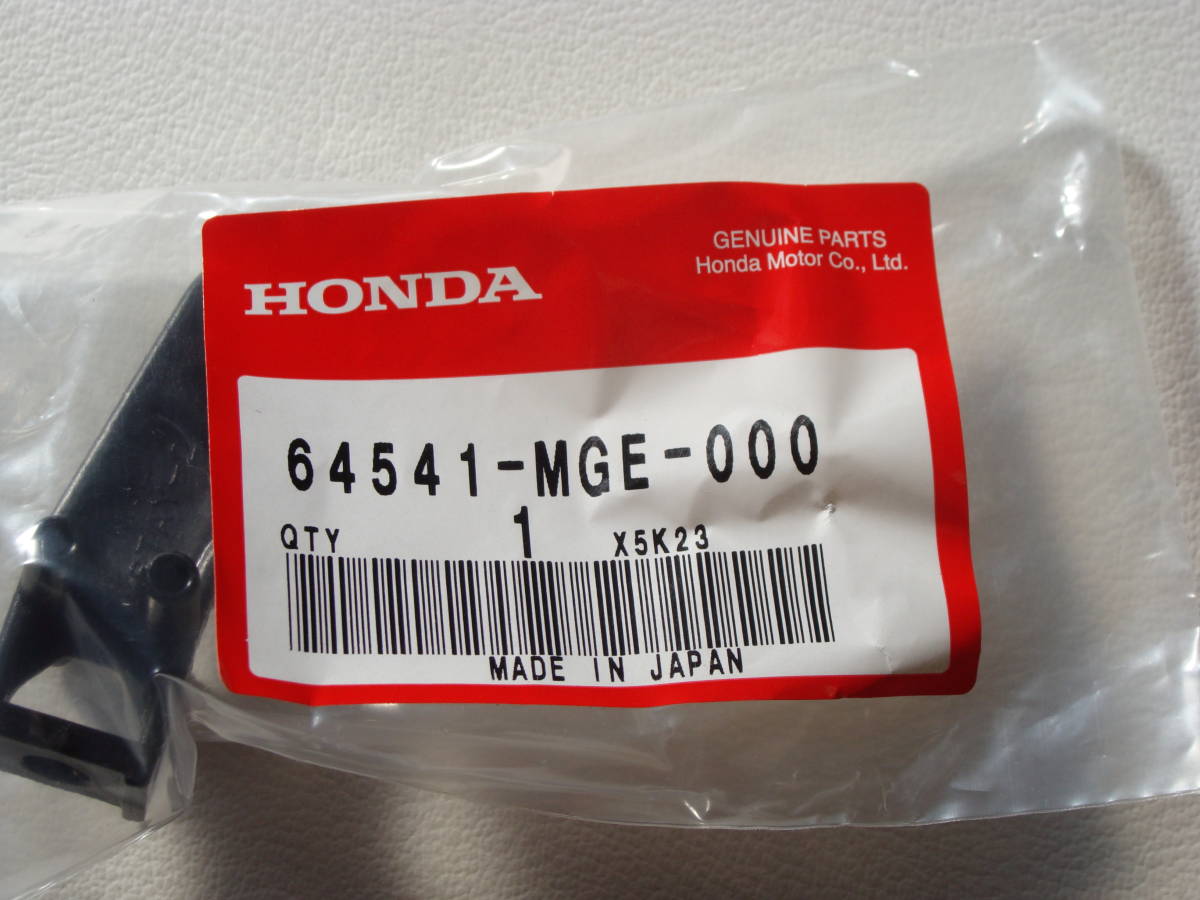 GENUINE PARTS
Honda Motor Co., Ltd.
HONDA
64541-MGE-000
QTY 1 X5K23
MADE IN JAPAN